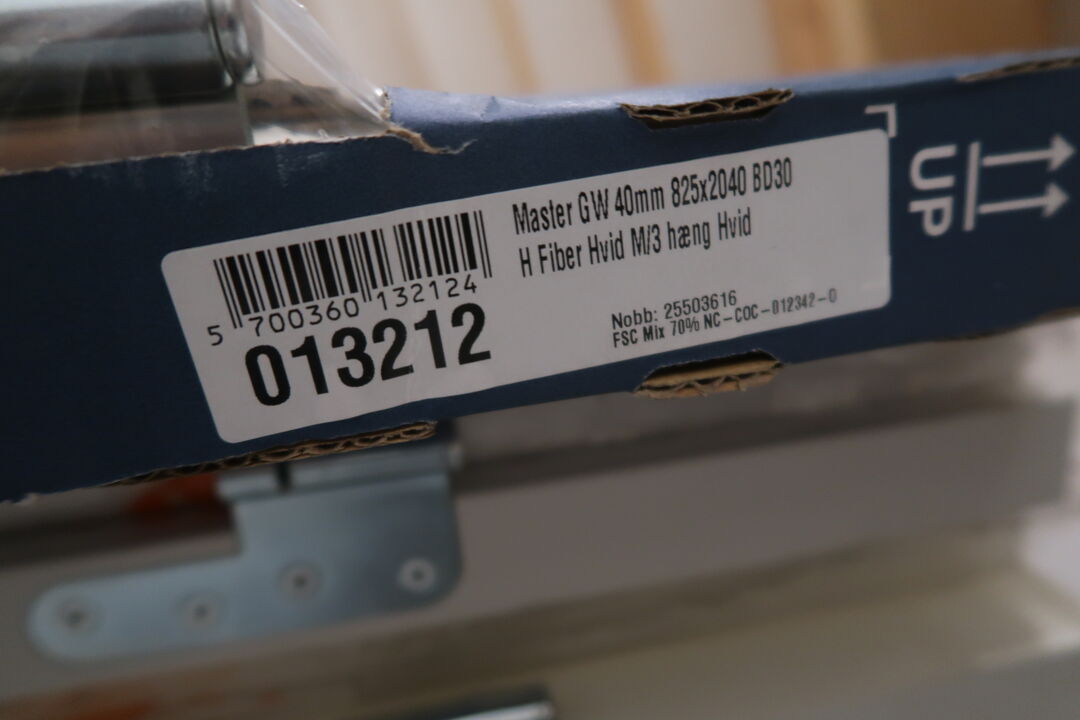 Master GW 40mm 825x2040 BD30
H Fiber Hvid M/3 hæng Hvid
5 700360 132124
013212
Nobb: 25503616
FSC Mix 70% NC-COC-012342-0
UP